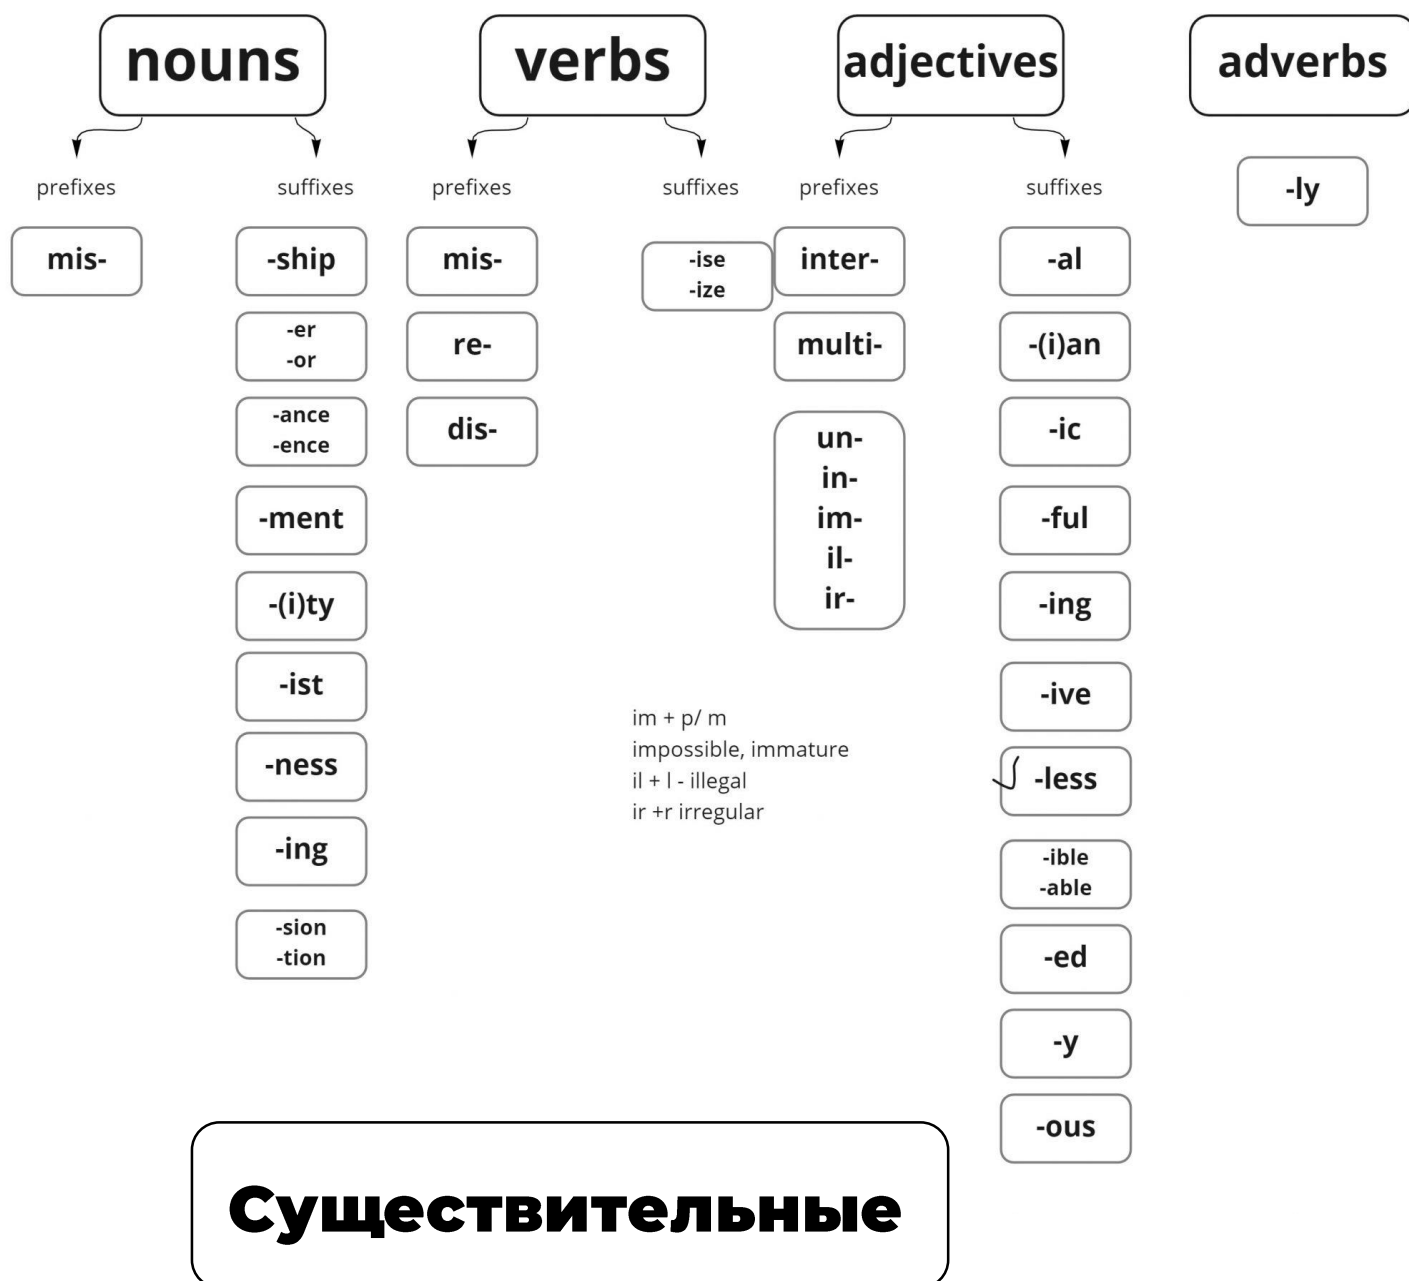 nouns
prefixes
mis-
suffixes
-ship
-er
-or
-ance
-ence
-ment
-(i)ty
-ist
-ness
-ing
-sion
-tion
verbs
prefixes
mis-
re-
dis-
suffixes
-ise
-ize
adjectives
prefixes
inter-
multi-
un-
in-
im-
il-
ir-
im + p/ m
impossible, immature
il + l - illegal
ir +r irregular
suffixes
-al
-(i)an
-ic
-ful
-ing
-ive
-less
-ible
-able
-ed
-y
-ous
adverbs
-ly
Существительные